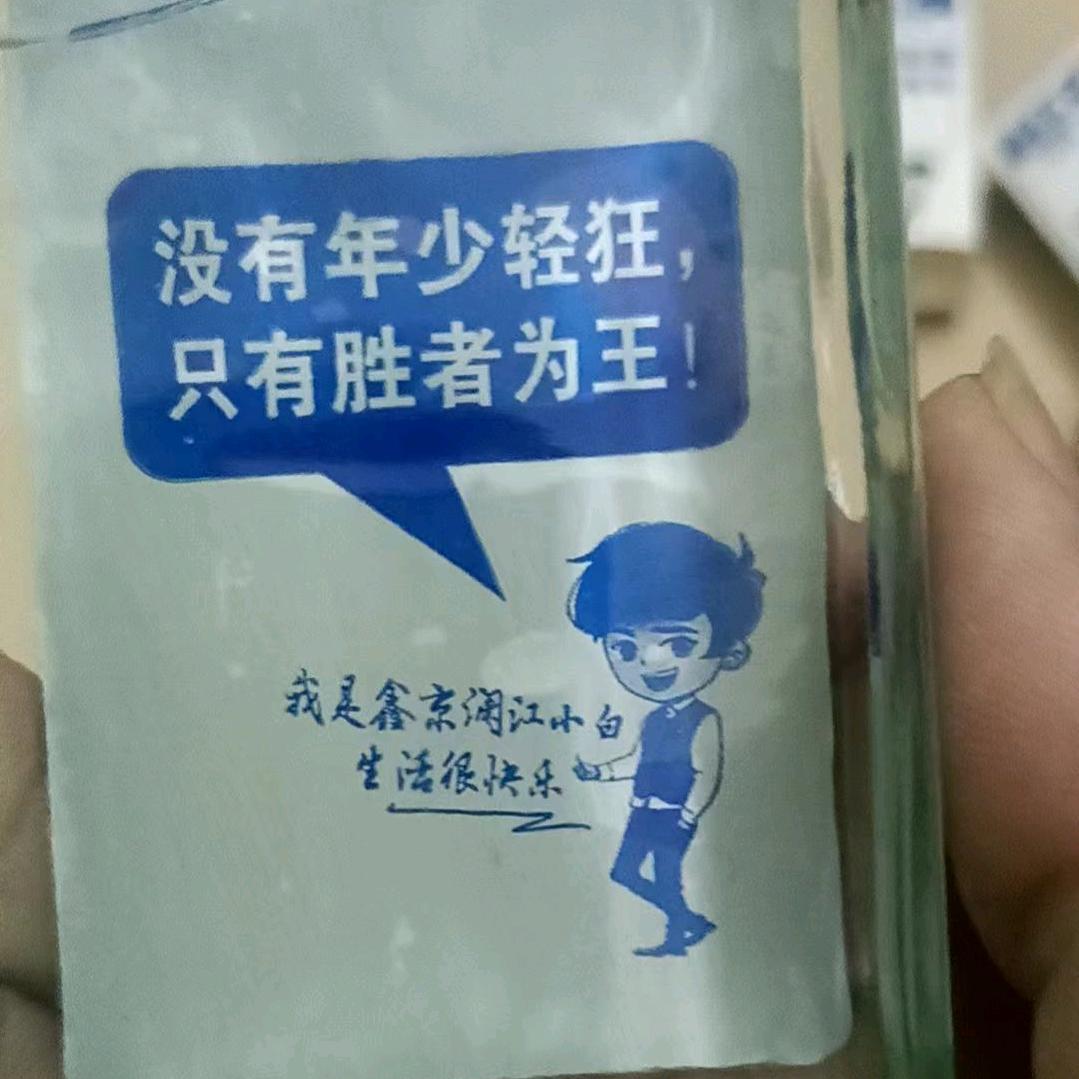 没有年少轻狂，
只有胜者为王！
我是鑫京澜江小白
生活很快乐